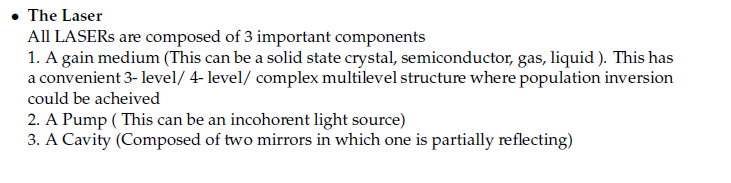 • The Laser
All LASERs are composed of 3 important components
1. A gain medium (This can be a solid state crystal, semiconductor, gas, liquid ). This has
a convenient 3- level/ 4- level/ complex multilevel structure where population inversion
could be acheived
2. A Pump ( This can be an incohorent light source)
3. A Cavity (Composed of two mirrors in which one is partially reflecting)